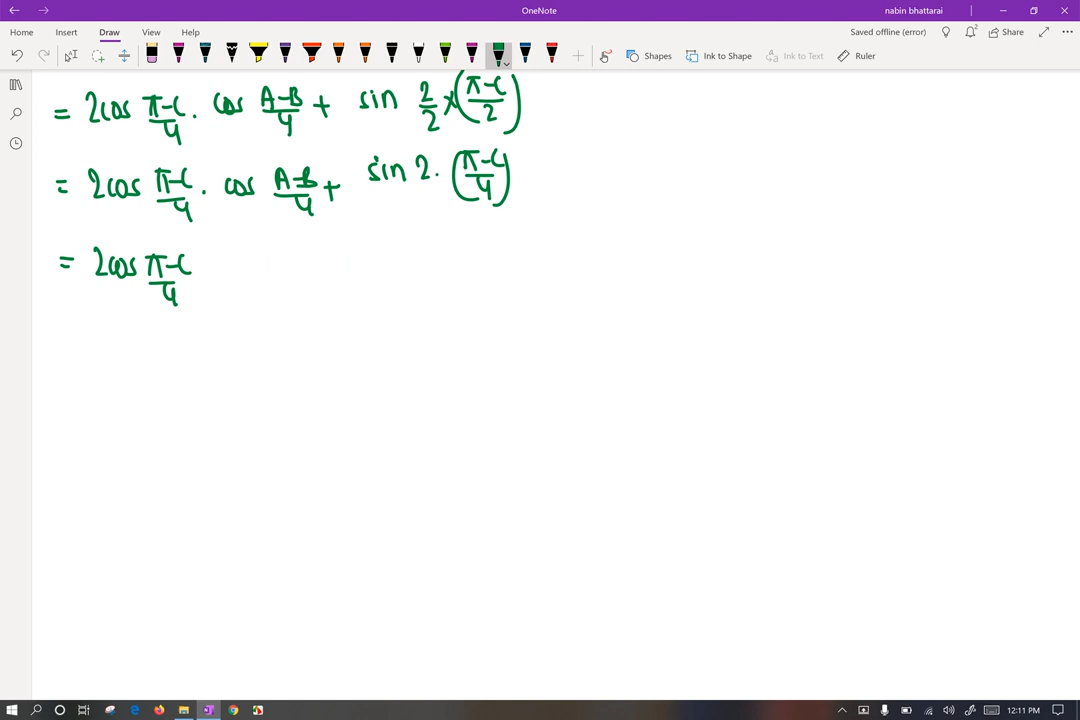 OneNote
nabin bhattarai
Home Insert Draw View Help
Saved offline (error)
2
Share
Shapes
Ink to Shape
Ink to Text
Ruler
= 2cos π-C/4 . cos A-B/4 + sin 2/2 × (π-C/2)
= 2cos π-C/4 . cos A-B/4 + sin 2. (π-C/4)
= 2cos π-C/4
12:11 PM